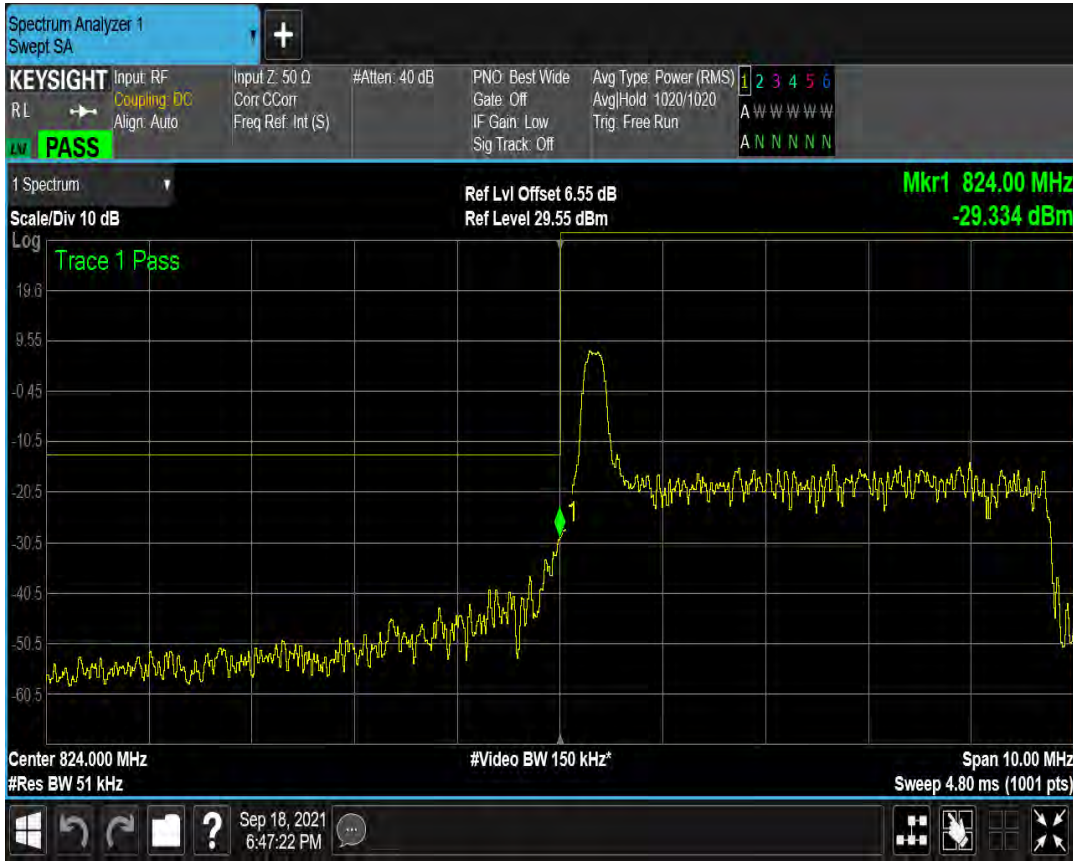 Spectrum Analyzer 1
Swept SA
KEYSIGHT
RL
PASS
Input: RF
Coupling: DC
Align: Auto
Input Z: 50 Ω
Corr CCorr
Freq Ref: Int (S)
#Atten: 40 dB
PNO: Best Wide
Gate: Off
IF Gain: Low
Sig Track: Off
Avg Type: Power (RMS)
Avg|Hold: 1020/1020
Trig: Free Run
1 2 3 4 5 6
A W W W W W
A N N N N N
1 Spectrum
Scale/Div 10 dB
Ref Lvl Offset 6.55 dB
Ref Level 29.55 dBm
Mkr1 824.00 MHz
-29.334 dBm
Log
Trace 1 Pass
19.6
9.55
-0.45
-10.5
-20.5
-30.5
-40.5
-50.5
-60.5
1
Center 824.000 MHz
#Video BW 150 kHz*
Span 10.00 MHz
#Res BW 51 kHz
Sweep 4.80 ms (1001 pts)
?
Sep 18, 2021
6:47:22 PM